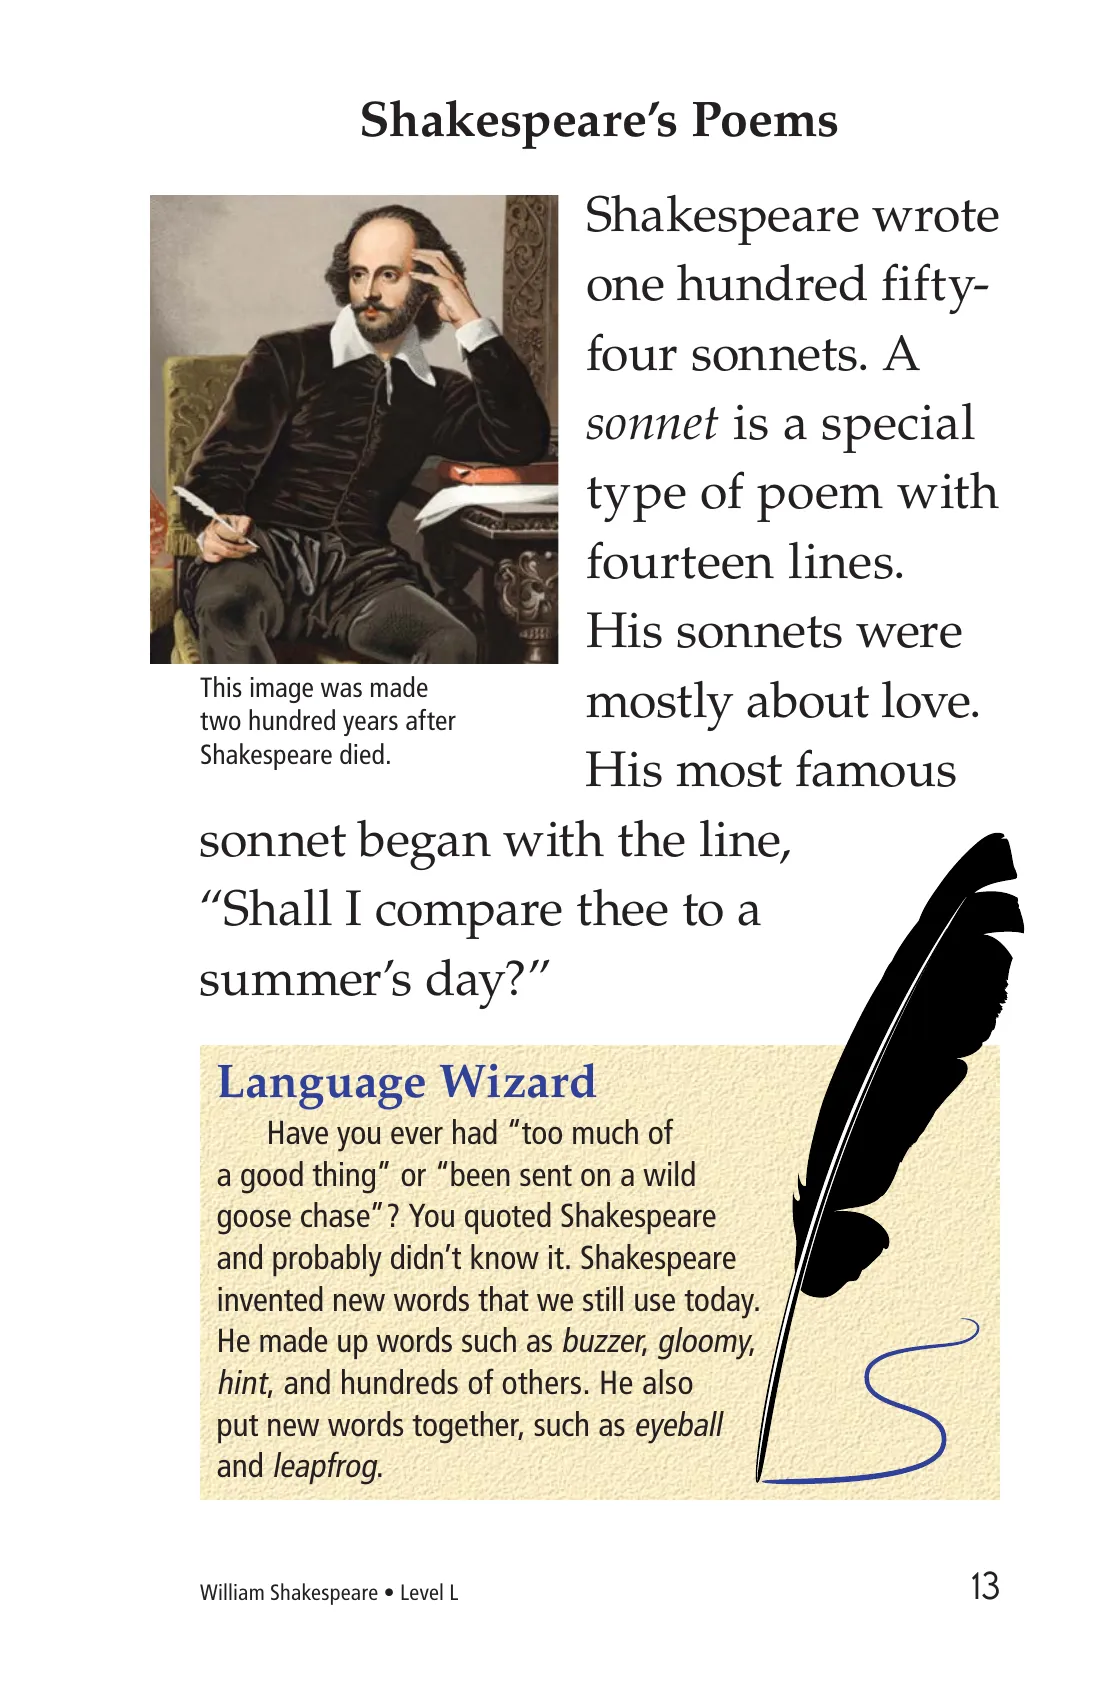 Shakespeare’s Poems
Shakespeare wrote
one hundred fifty-
four sonnets. A
sonnet is a special
type of poem with
fourteen lines.
His sonnets were
mostly about love.
His most famous
sonnet began with the line,
“Shall I compare thee to a
summer’s day?”
This image was made
two hundred years after
Shakespeare died.
Language Wizard
Have you ever had “too much of
a good thing” or “been sent on a wild
goose chase”? You quoted Shakespeare
and probably didn’t know it. Shakespeare
invented new words that we still use today.
He made up words such as buzzer, gloomy,
hint, and hundreds of others. He also
put new words together, such as eyeball
and leapfrog.
William Shakespeare • Level L
13